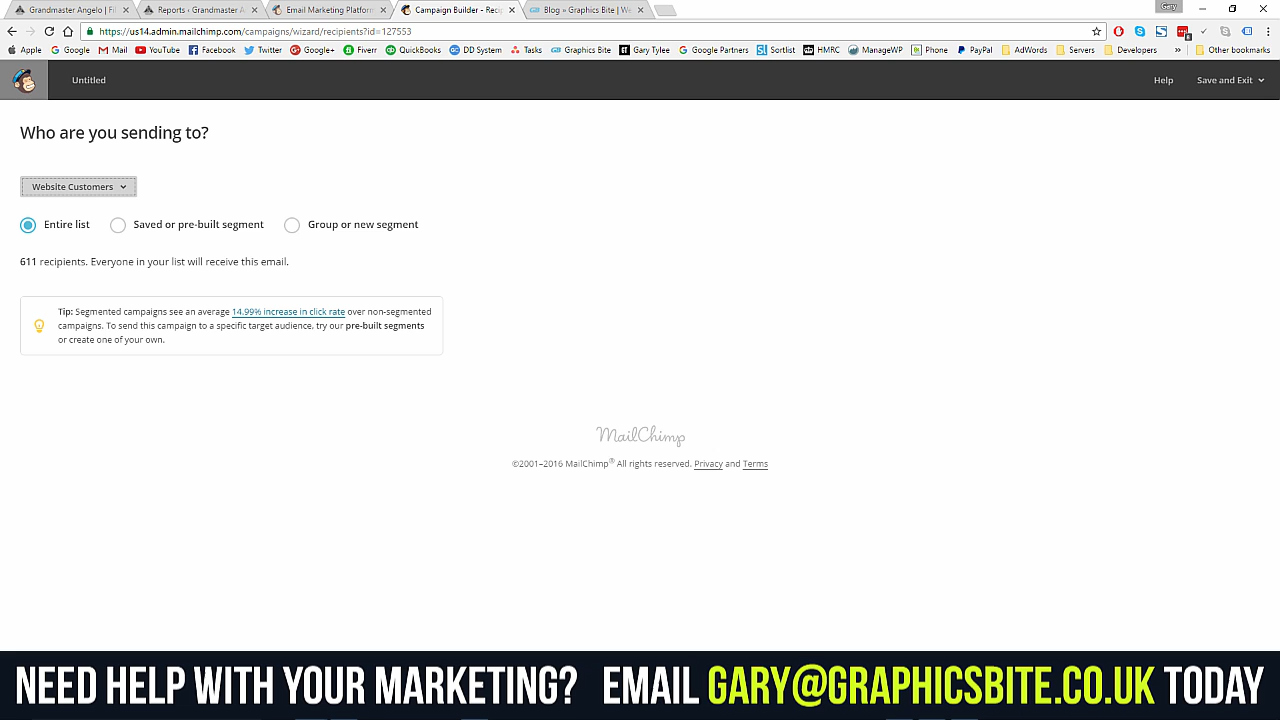 Grandmaster Angelo | Fil
Reports ‹ Grandmaster A
Email Marketing Platform
Campaign Builder - Recip
Blog » Graphics Bite | We
Gary
https://us14.admin.mailchimp.com/campaigns/wizard/recipients?id=127553
Apple Google Mail YouTube Facebook Twitter Google+ Fiverr QuickBooks DD System Tasks Graphics Bite Gary Tylee Google Partners Sortlist HMRC ManageWP Phone PayPal AdWords Servers Developers » Other bookmarks
Untitled
Help
Save and Exit
Who are you sending to?
Website Customers
Entire list
Saved or pre-built segment
Group or new segment
611 recipients. Everyone in your list will receive this email.
Tip: Segmented campaigns see an average 14.99% increase in click rate over non-segmented
campaigns. To send this campaign to a specific target audience, try our pre-built segments
or create one of your own.
MailChimp
©2001–2016 MailChimp® All rights reserved. Privacy and Terms
NEED HELP WITH YOUR MARKETING? EMAIL GARY@GRAPHICSBITE.CO.UK TODAY